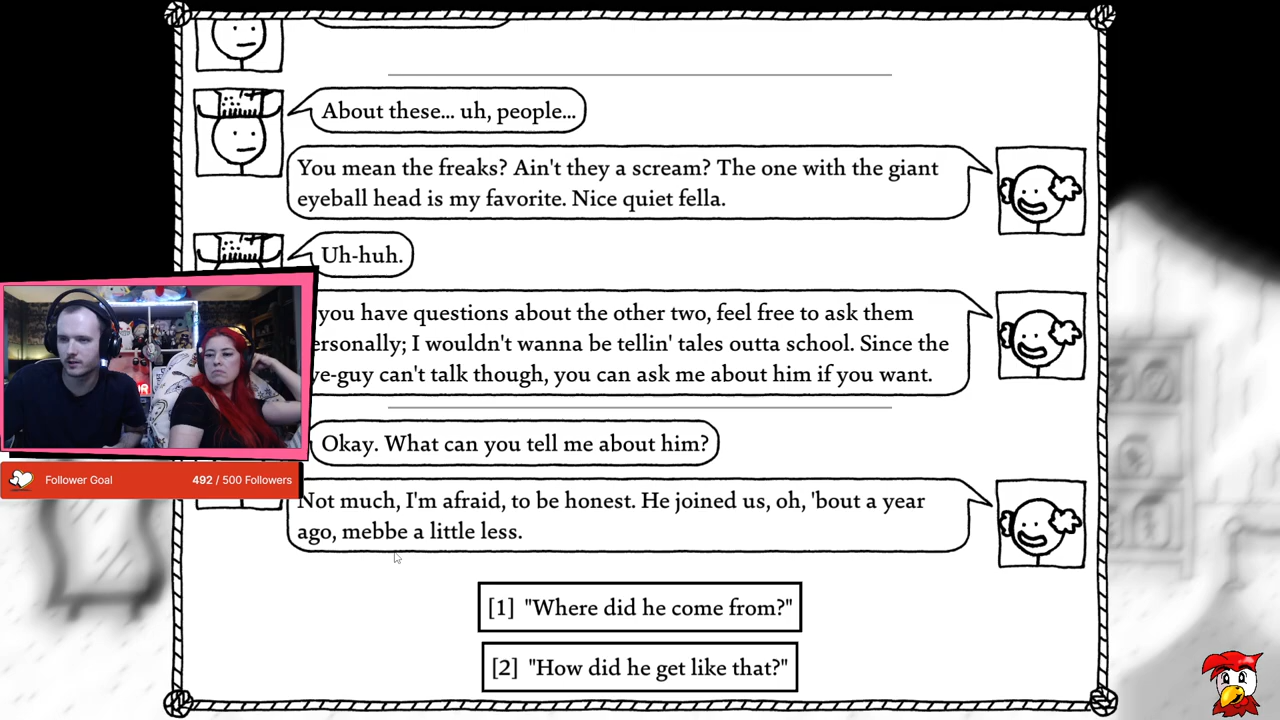 About these... uh, people...
You mean the freaks? Ain't they a scream? The one with the giant
eyeball head is my favorite. Nice quiet fella.
Uh-huh.
you have questions about the other two, feel free to ask them
ersonally; I wouldn't wanna be tellin' tales outta school. Since the
ye-guy can't talk though, you can ask me about him if you want.
Okay. What can you tell me about him?
Not much, I'm afraid, to be honest. He joined us, oh, 'bout a year
ago, mebbe a little less.
Follower Goal 492 / 500 Followers
[1] "Where did he come from?"
[2] "How did he get like that?"